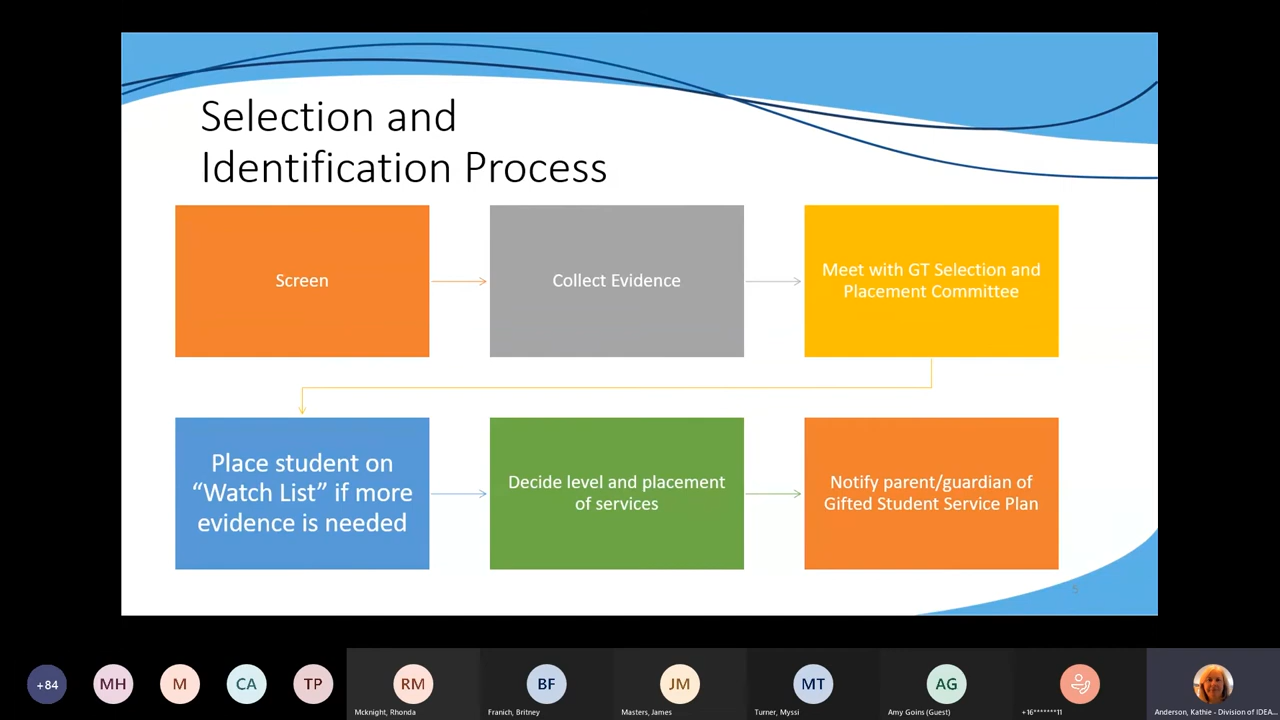 Selection and
Identification Process
Screen
Collect Evidence
Meet with GT Selection and
Placement Committee
Place student on
“Watch List” if more
evidence is needed
Decide level and placement
of services
Notify parent/guardian of
Gifted Student Service Plan
5
+84
MH
M
CA
TP
RM
BF
JM
MT
AG
Mcknight, Rhonda
Franich, Britney
Masters, James
Turner, Myssi
Amy Goins (Guest)
+16*******11
Anderson, Kathie - Division of IDEA...